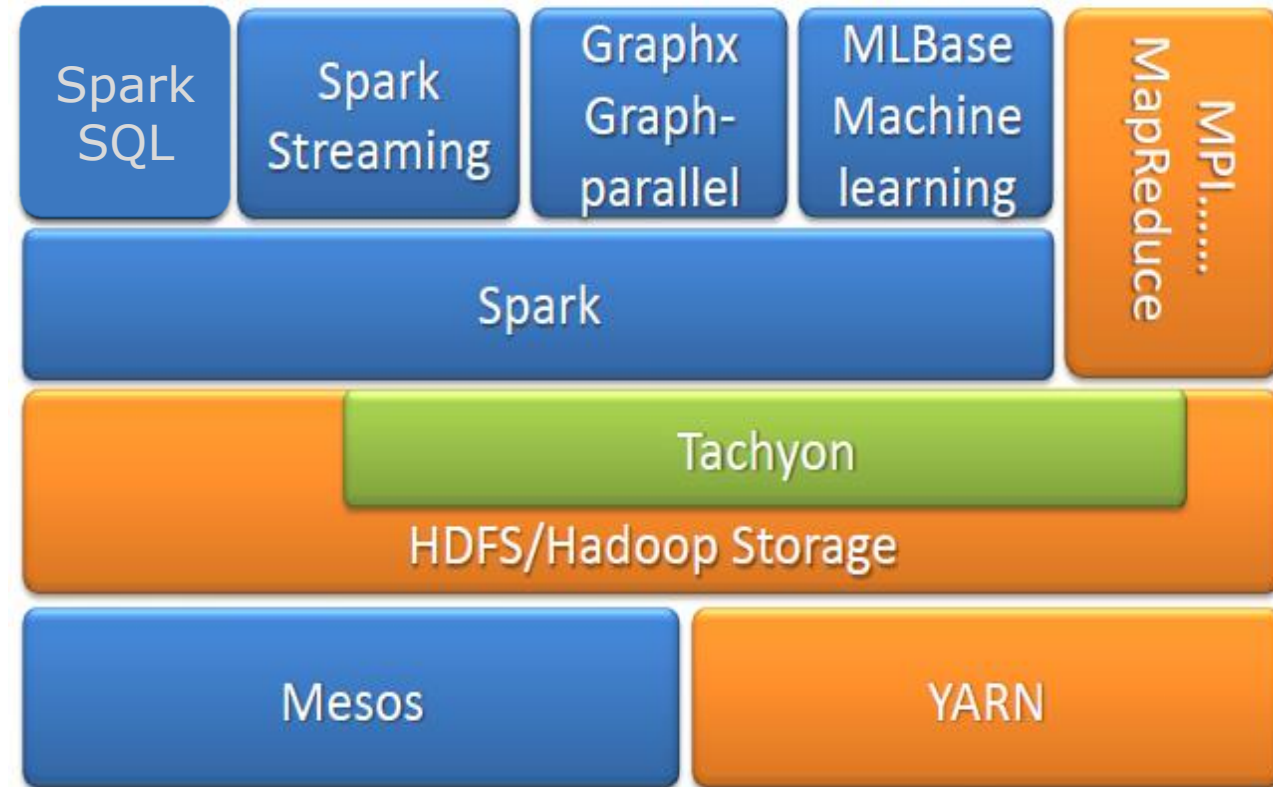 Spark
SQL
Spark
Streaming
Graphx
Graph-
parallel
MLBase
Machine
learning
MPI......
MapReduce
Spark
Tachyon
HDFS/Hadoop Storage
Mesos
YARN